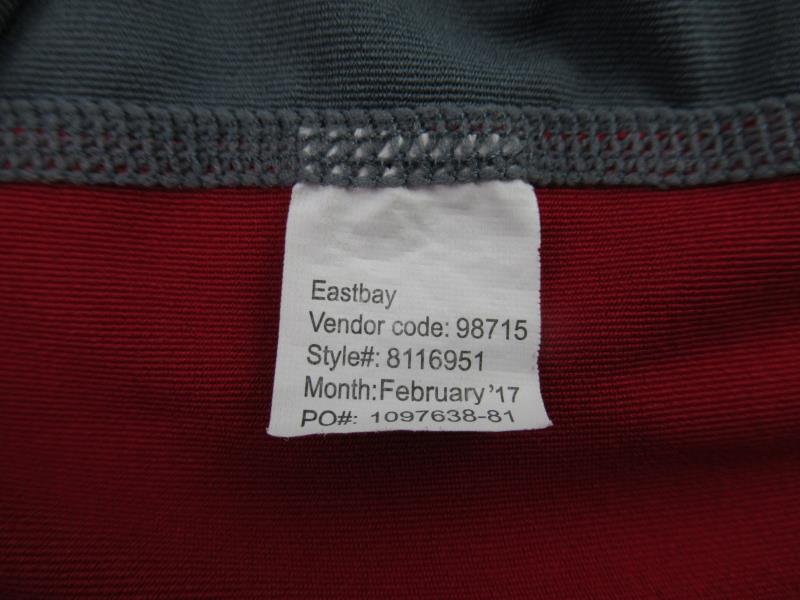 Eastbay
Vendor code: 98715
Style#: 8116951
Month:February '17
PO#: 1097638-81